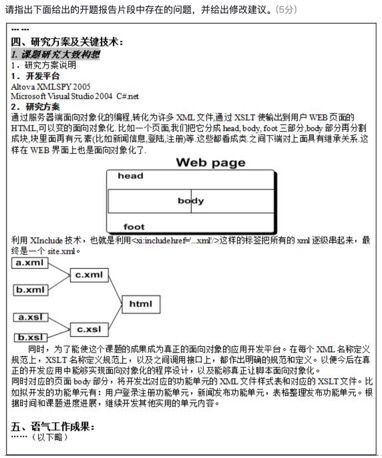 请指出下面给出的开题报告片段中存在的问题，并给出修改建议。(5分)
……
四、研究方案及关键技术：
1. 课题研究大致构想
1．研究方案说明
1．开发平台
Altova XMLSPY 2005
Microsoft Visual Studio 2004 C#.net
2．研究方案
通过服务器端面向对象化的编程,转化为许多 XML 文件,通过 XSLT 使输出到用户 WEB 页面的
HTML,可以变的面向对象化. 比如一个页面,我们把它分成 head, body, foot 三部分,body 部分再分割
成块,块里面再有元 素(比如新闻信息,登陆,注册)等.这些都看成类.之间下端对上面具有继承关系.这
样在 WEB 界面上也是面向对象化了.
Web page
head
body
foot
利用 XInclude 技术，也就是利用<xi:includehref='...xml'/>这样的标签把所有的 xml 逐级串起来，最
终是一个 site.xml。
a.xml
c.xml
b.xml
html
a.xsl
c.xsl
b.xsl
同时，为了能使这个课题的成果成为真正的面向对象的应用开发平台。在每个 XML 名称定义
规范上，XSLT 名称定义规范上，以及之间调用接口上，都作出明确的规范和定义。以便今后在真
正的开发应用中能够实现面向对象化的程序设计，以及能够真正让脚本面向对象化。
同时对应的页面 body 部分，将开发出对应的功能单元的 XML 文件样式表和对应的 XSLT 文件。比
如拟开发的功能单元有：用户登录注册功能单元，新闻发布功能单元，表格整理发布功能单元。根
据时间和课题进度进展，继续开发其他实用的单元内容。
五、语气工作成果：
……（以下略）